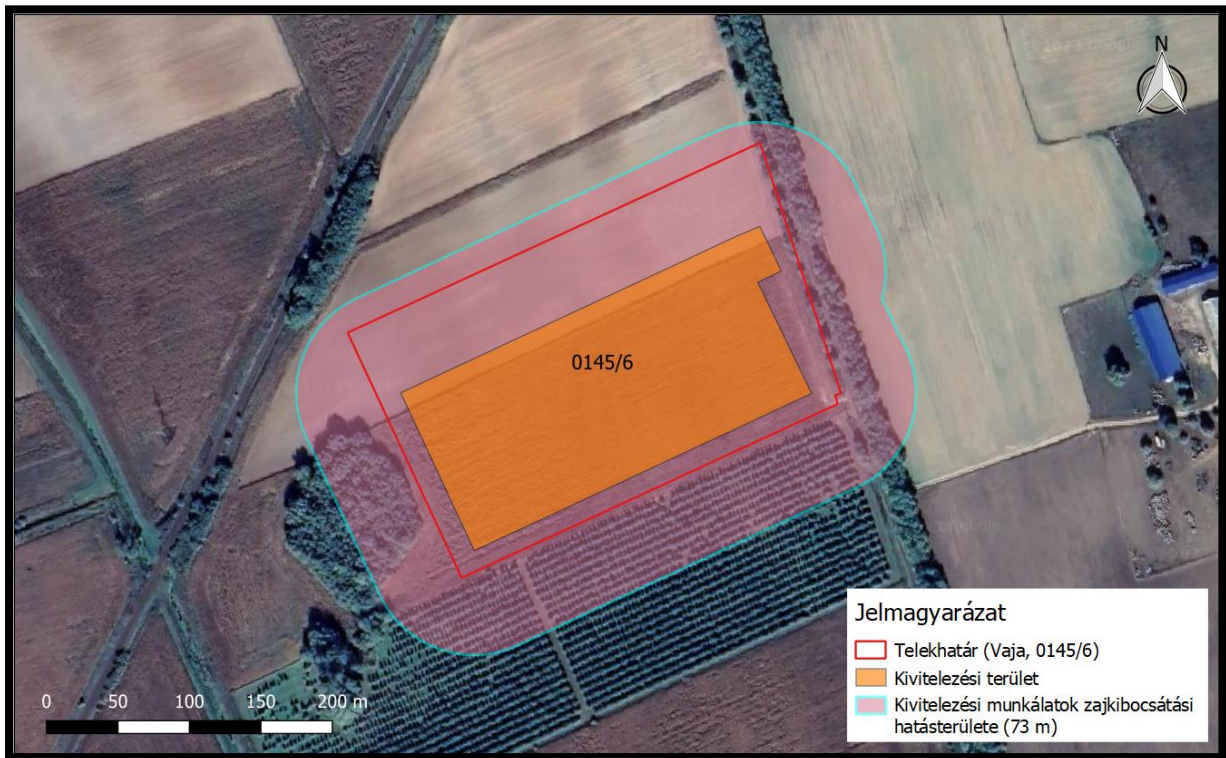 N
0145/6
Jelmagyarázat
Telekhatár (Vaja, 0145/6)
Kivitelezési terület
Kivitelezési munkálatok zajkibocsátási
hatásterülete (73 m)
0 50 100 150 200 m